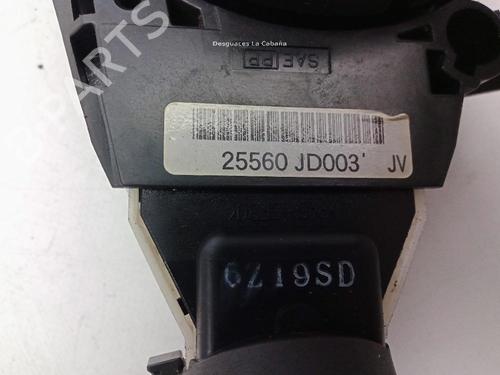 Desguaces La Cabaña
SAE PP
25560 JD003' JV
6Z19SD